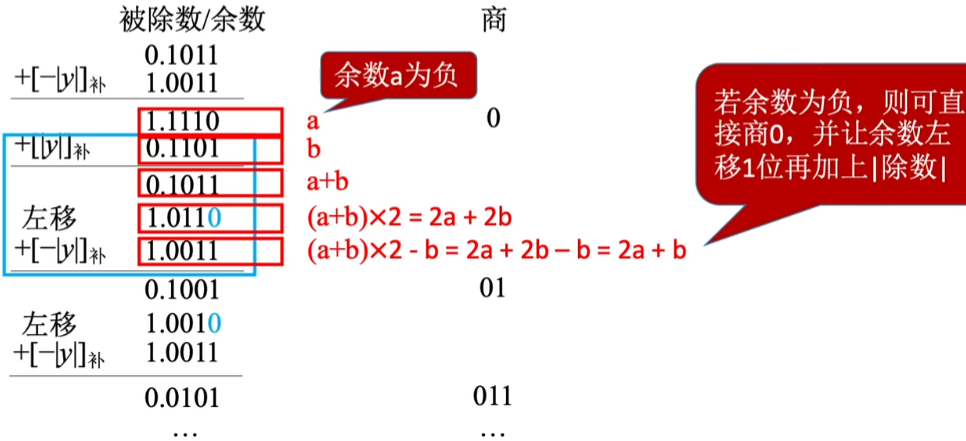 被除数/余数 商
0.1011
+[−|y|]补 1.0011
余数a为负
1.1110 a 0
+[|y|]补 0.1101 b
0.1011 a+b
左移 1.0110 (a+b)×2 = 2a + 2b
+[−|y|]补 1.0011 (a+b)×2 - b = 2a + 2b – b = 2a + b
若余数为负，则可直
接商0，并让余数左
移1位再加上|除数|
0.1001 01
左移 1.0010
+[−|y|]补 1.0011
0.0101 011
… …